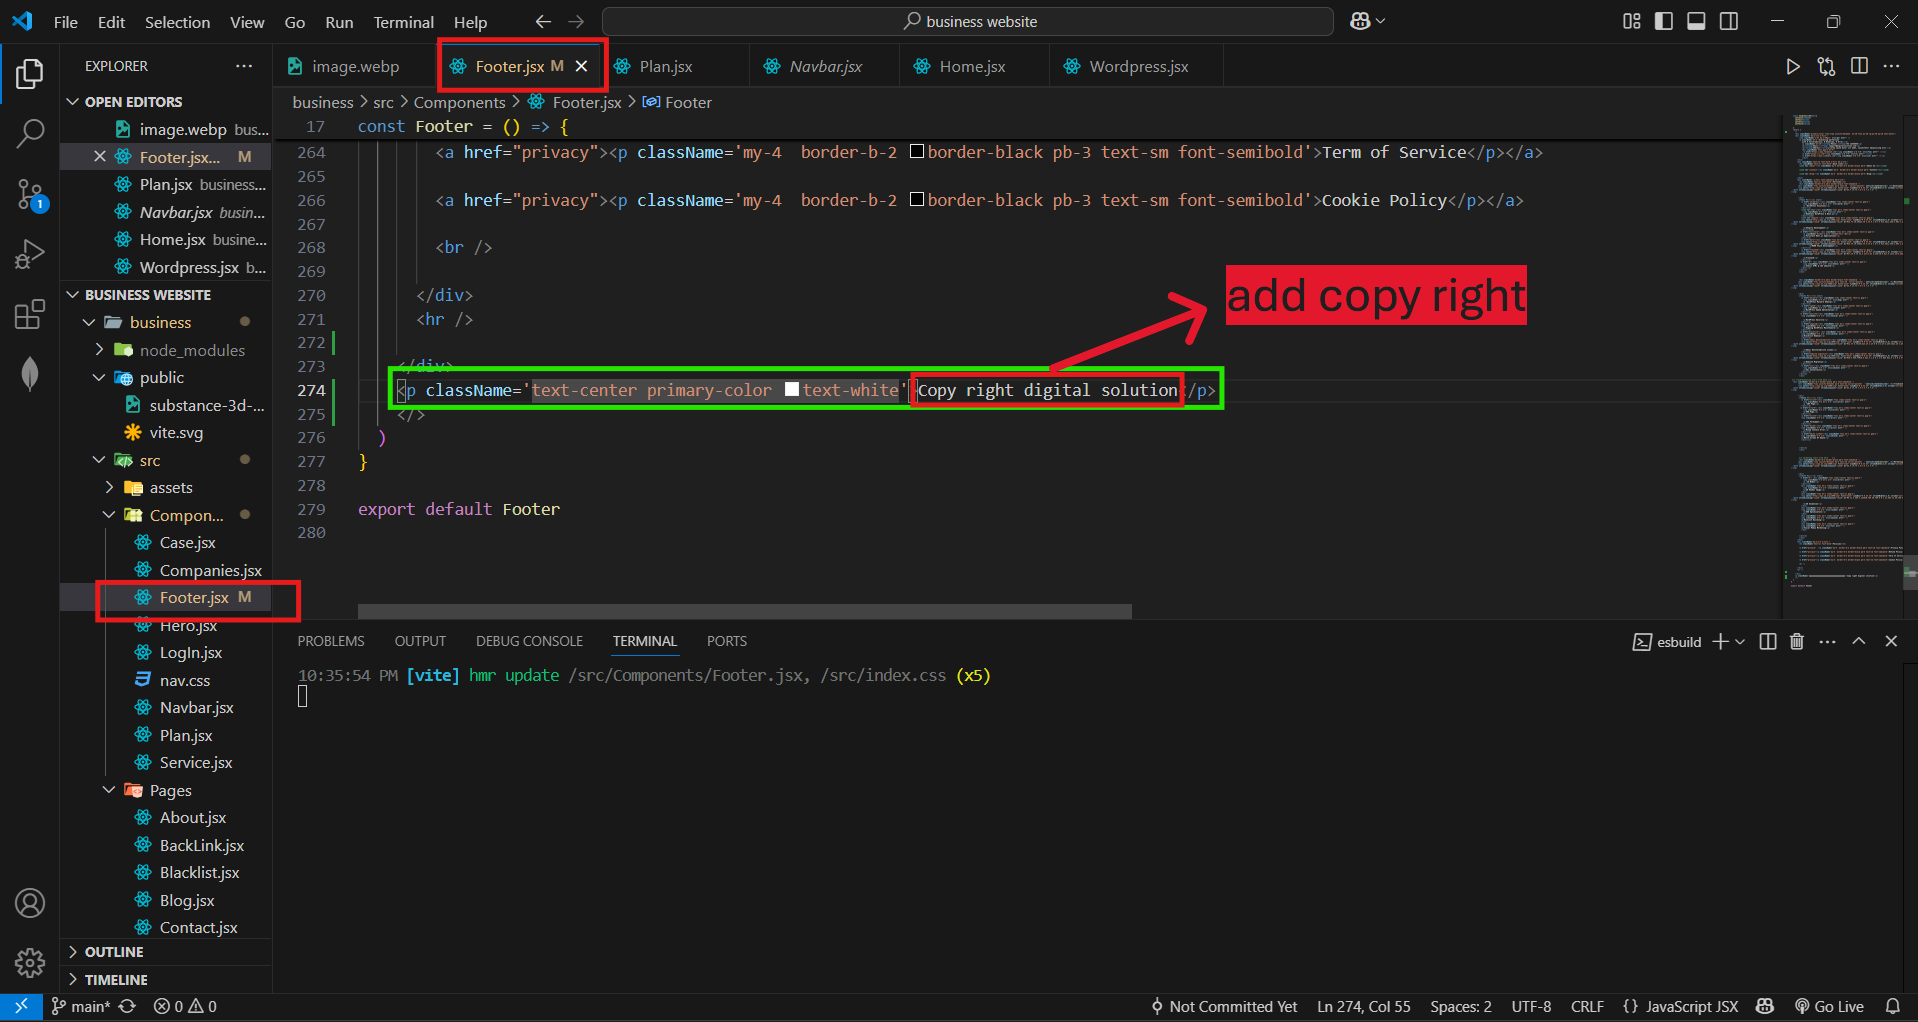 File Edit Selection View Go Run Terminal Help
business website
EXPLORER
OPEN EDITORS
image.webp bus...
Footer.jsx... M
Plan.jsx business...
Navbar.jsx busin...
Home.jsx busine...
Wordpress.jsx b...
BUSINESS WEBSITE
business
node_modules
public
substance-3d-...
vite.svg
src
assets
Compon...
Case.jsx
Companies.jsx
Footer.jsx M
Hero.jsx
LogIn.jsx
nav.css
Navbar.jsx
Plan.jsx
Service.jsx
Pages
About.jsx
BackLink.jsx
Blacklist.jsx
Blog.jsx
Contact.jsx
OUTLINE
TIMELINE
1
image.webp Footer.jsx M Plan.jsx Navbar.jsx Home.jsx Wordpress.jsx
business > src > Components > Footer.jsx > Footer
17 const Footer = () => {
264 <a href="privacy"><p className='my-4 border-b-2 border-black pb-3 text-sm font-semibold'>Term of Service</p></a>
265
266 <a href="privacy"><p className='my-4 border-b-2 border-black pb-3 text-sm font-semibold'>Cookie Policy</p></a>
267
268 <br />
269
270 </div>
271 <hr />
272
273 </div>
274 <p className='text-center primary-color text-white'>Copy right digital solution</p>
275 </>
276 )
277 }
278
279 export default Footer
280
add copy right
PROBLEMS OUTPUT DEBUG CONSOLE TERMINAL PORTS
esbuild
10:35:54 PM [vite] hmr update /src/Components/Footer.jsx, /src/index.css (x5)
main* 0 0
Not Committed Yet Ln 274, Col 55 Spaces: 2 UTF-8 CRLF {} JavaScript JSX Go Live